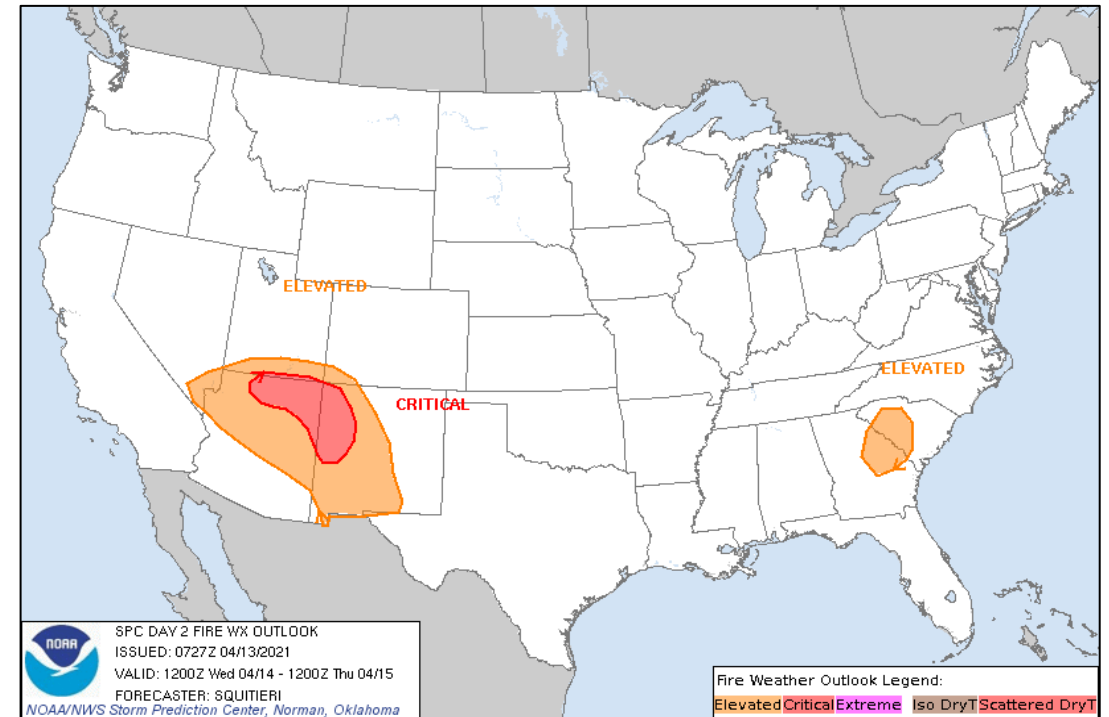 ELEVATED
ELEVATED
CRITICAL
NOAA
SPC DAY 2 FIRE WX OUTLOOK
ISSUED: 0727Z 04/13/2021
VALID: 1200Z Wed 04/14 - 1200Z Thu 04/15
FORECASTER: SQUITIERI
NOAA/NWS Storm Prediction Center, Norman, Oklahoma
Fire Weather Outlook Legend:
Elevated Critical Extreme Iso DryT Scattered DryT